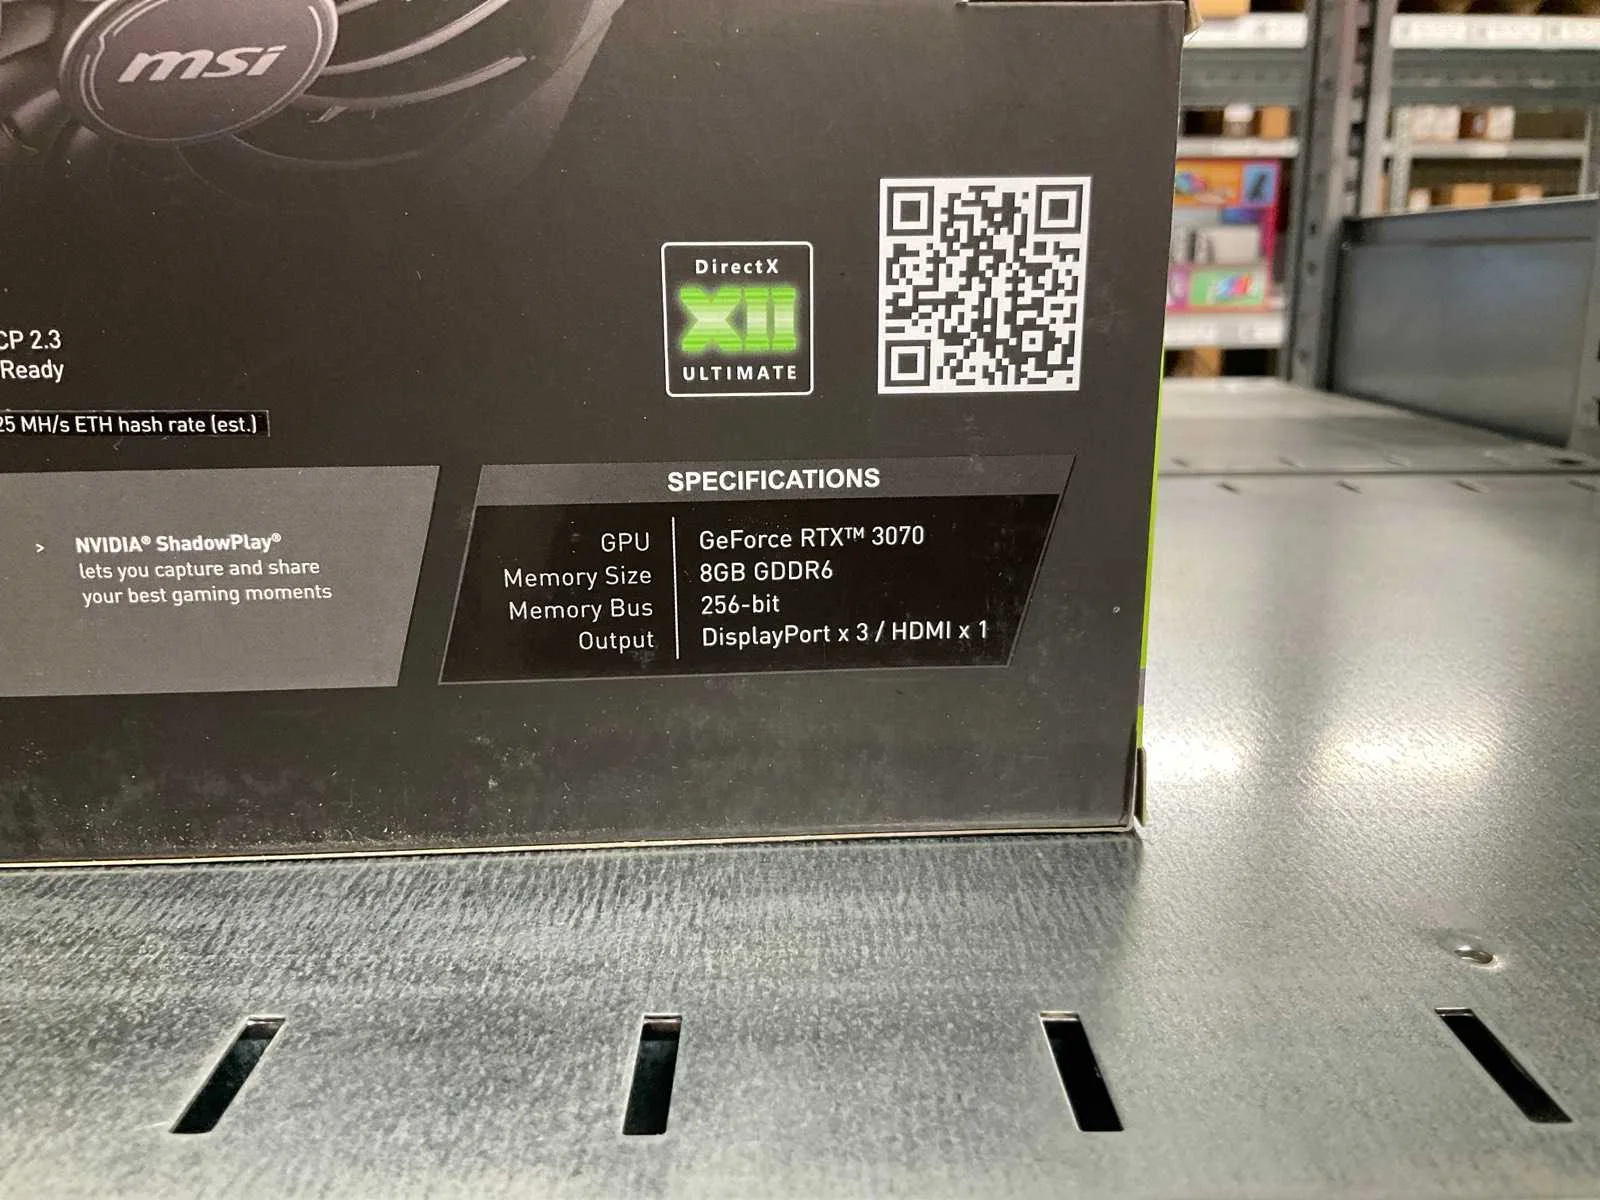 msi
DirectX
XII
ULTIMATE
CP 2.3
Ready
25 MH/s ETH hash rate (est.)
> NVIDIA® ShadowPlay®
lets you capture and share
your best gaming moments
SPECIFICATIONS
GPU GeForce RTX™ 3070
Memory Size 8GB GDDR6
Memory Bus 256-bit
Output DisplayPort x 3 / HDMI x 1